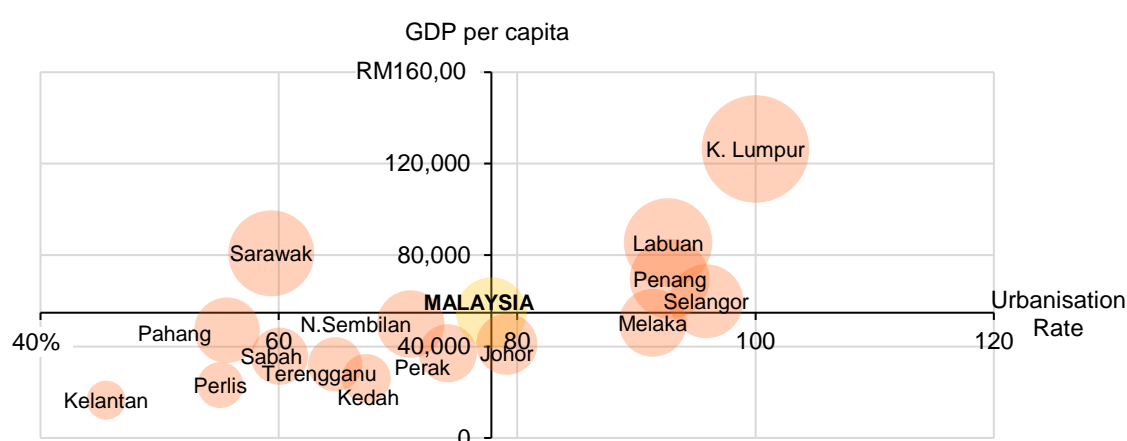 GDP per capita
RM160,00
K. Lumpur
120,000
Labuan
Sarawak
80,000
Penang
Selangor
MALAYSIA
Urbanisation
Rate
N.Sembilan
Melaka
Pahang
40%
60
40,000
80
100
120
Johor
Sabah
Perak
Terengganu
Perlis
Kedah
Kelantan
0